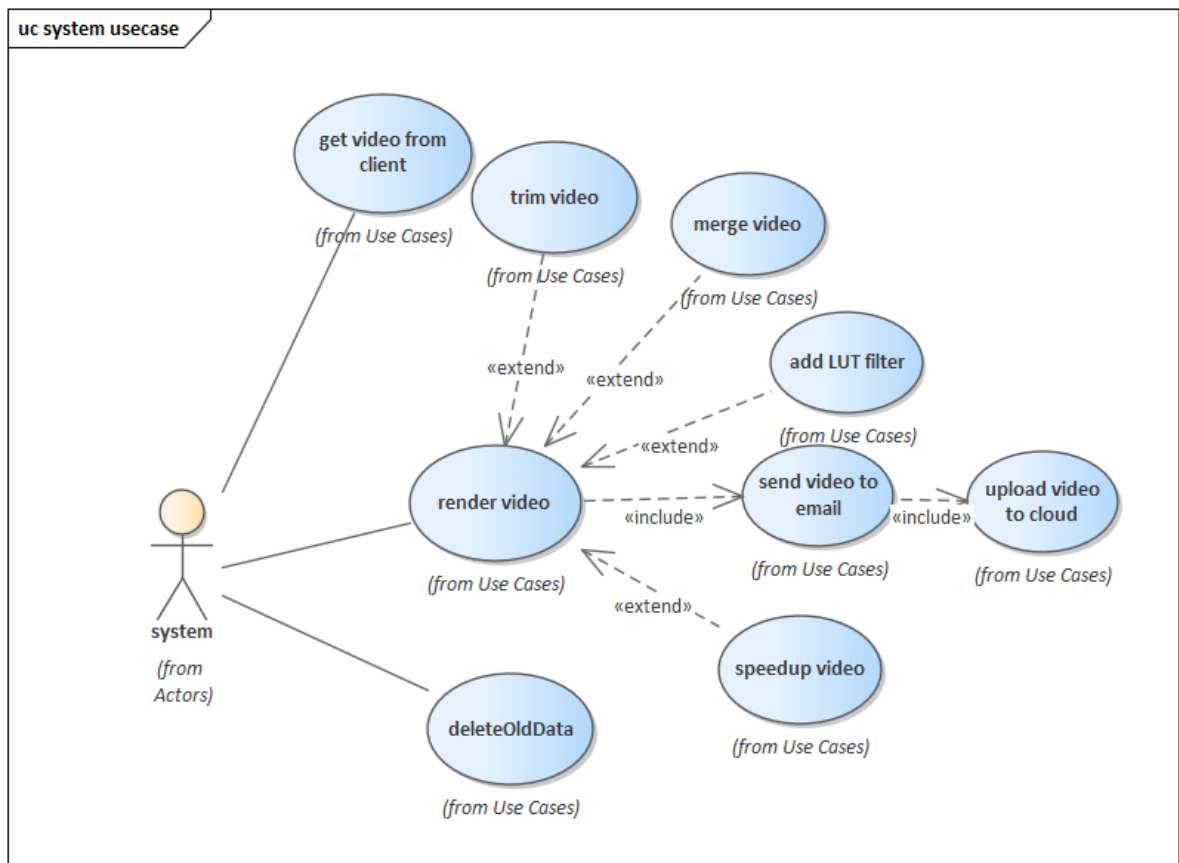 uc system usecase
get video from
client
(from Use Cases)
trim video
(from Use Cases)
merge video
(from Use Cases)
«extend»
«extend»
add LUT filter
(from Use Cases)
«extend»
render video
(from Use Cases)
«include»
send video to
email
(from Use Cases)
«include»
upload video
to cloud
(from Use Cases)
«extend»
speedup video
(from Use Cases)
system
(from
Actors)
deleteOldData
(from Use Cases)